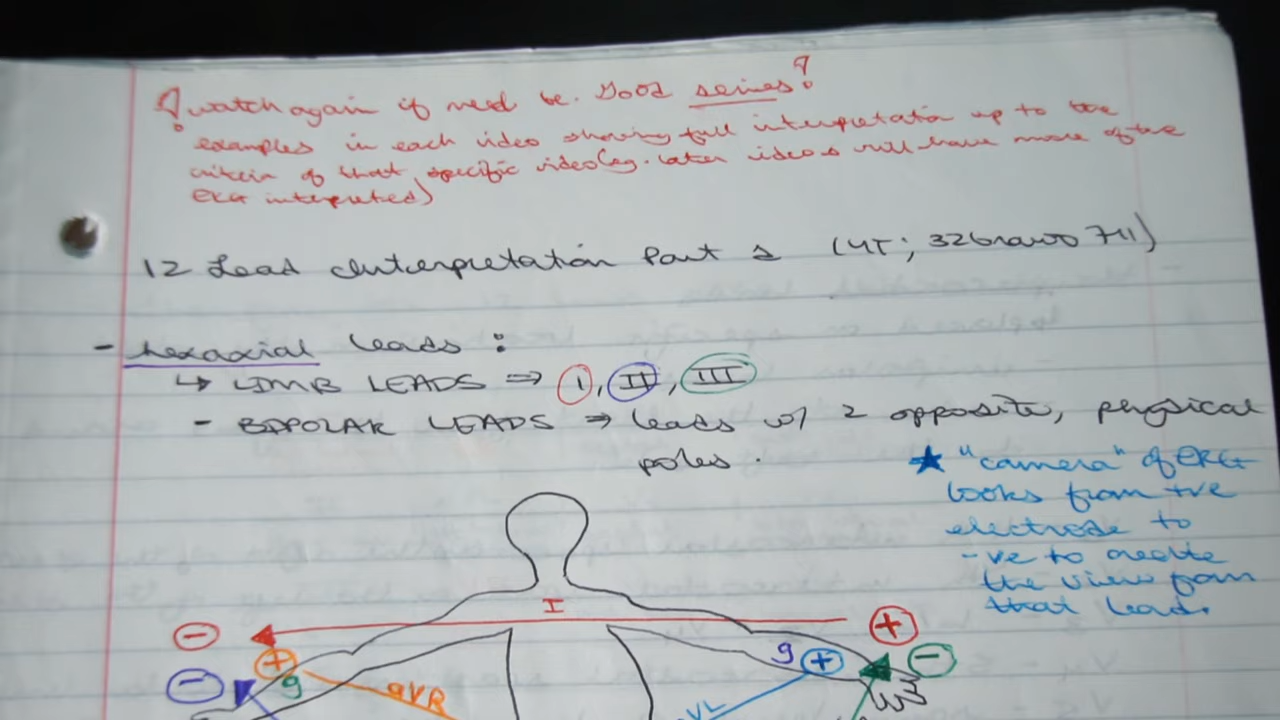 ! watch again if need be. Good series!
examples in each video showing full interpretation up to the
criteria of that specific video (eg. later videos will have more of the
EKG interpreted)
12 Lead Interpretation Part 1 (YT; 32bravo711)
- hexaxial leads :
↳ LIMB LEADS ⇒ I, II, III
- BIPOLAR LEADS ⇒ leads w/ 2 opposite, physical
poles.
★ "camera" of EKG
looks from +ve
electrode to
-ve to create
the view from
that lead.
I
- +
+ g + -
- g
aVR
VL